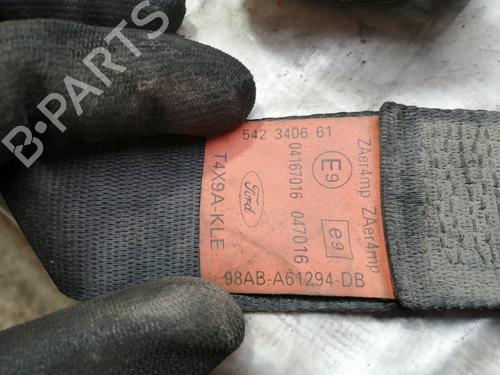 B-PARTS
542 3406 61
T4X9A-KLE
Ford
04167016
047016
E9
e9
ZAer4mp ZAer4mp
98AB-A61294-DB